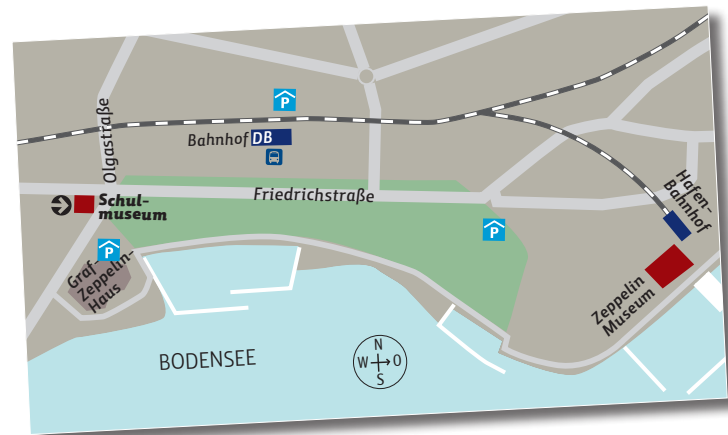 P
Bahnhof DB
Olgastraße
Friedrichstraße
Schul-
museum
P
Graf-
Zeppelin-
Haus
P
Hafen-
Bahnhof
Zeppelin
Museum
BODENSEE
N
W O
S